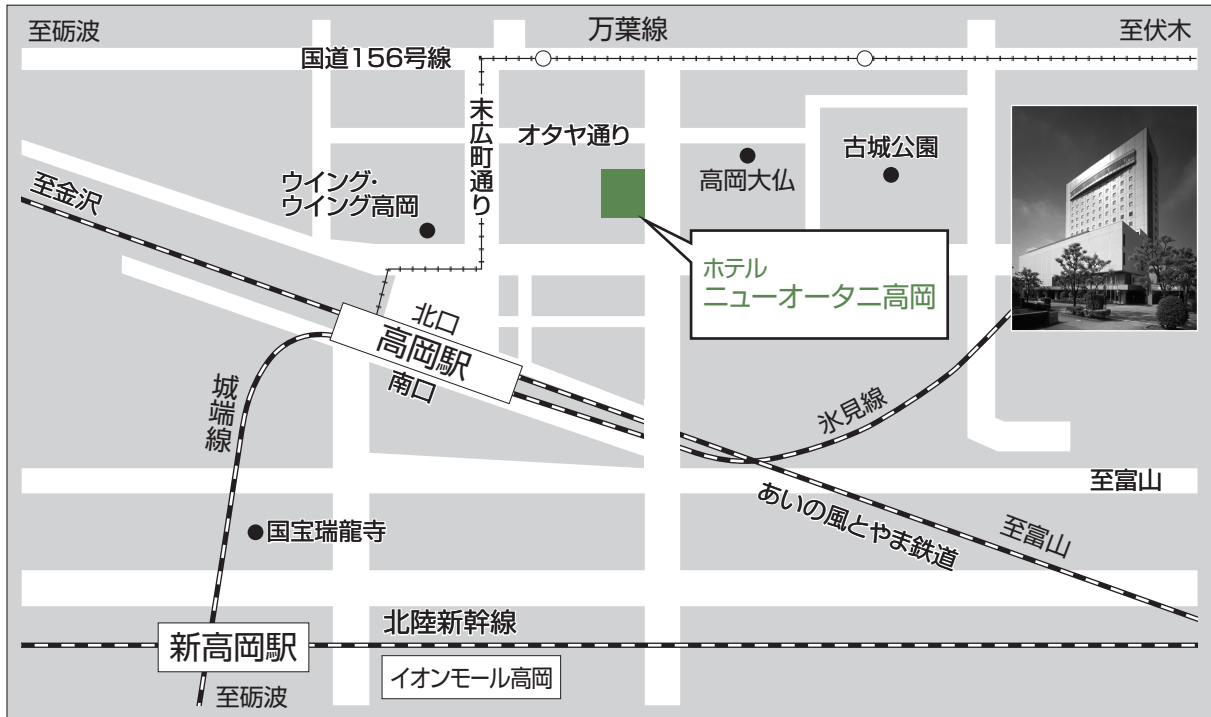 至砺波
万葉線
至伏木
国道156号線
末広町通り
オタヤ通り
古城公園
高岡大仏
ウイング・
ウイング高岡
至金沢
ホテル
ニューオータニ高岡
北口
高岡駅
南口
城端線
氷見線
至富山
あいの風とやま鉄道
至富山
国宝瑞龍寺
北陸新幹線
新高岡駅
イオンモール高岡
至砺波